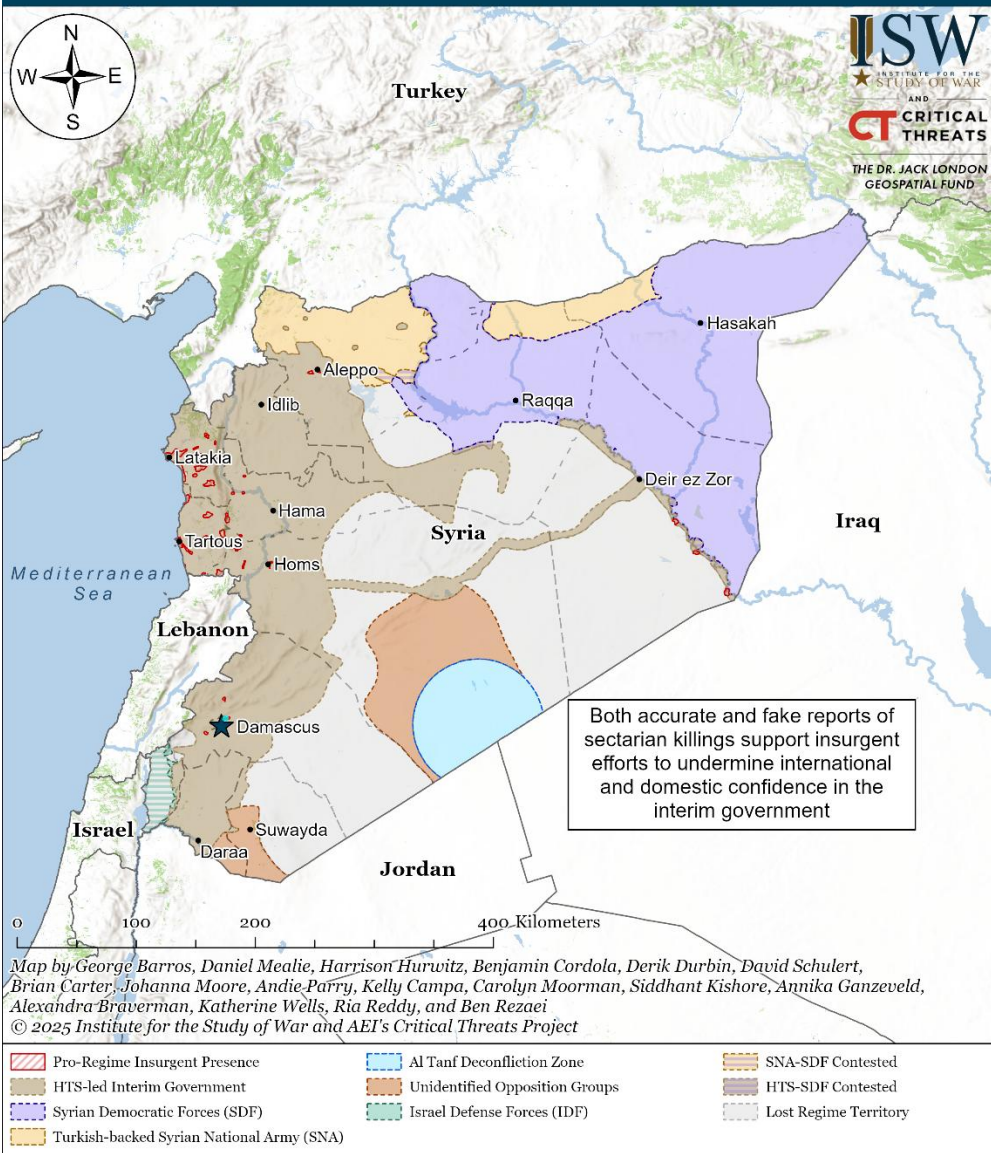 N
W
E
S
ISW
INSTITUTE FOR THE
STUDY OF WAR
AND
CT CRITICAL
THREATS
THE DR. JACK LONDON
GEOSPATIAL FUND
Turkey
Hasakah
Aleppo
Idlib
Raqqa
Latakia
Deir ez Zor
Hama
Syria
Iraq
Tartous
Homs
Mediterranean
Sea
Lebanon
Damascus
Both accurate and fake reports of
sectarian killings support insurgent
efforts to undermine international
and domestic confidence in the
interim government
Israel
Suwayda
Daraa
Jordan
0 100 200 400 Kilometers
Map by George Barros, Daniel Mealie, Harrison Hurwitz, Benjamin Cordola, Derik Durbin, David Schulert,
Brian Carter, Johanna Moore, Andie Parry, Kelly Campa, Carolyn Moorman, Siddhant Kishore, Annika Ganzeveld,
Alexandra Braverman, Katherine Wells, Ria Reddy, and Ben Rezaei
© 2025 Institute for the Study of War and AEI's Critical Threats Project
Pro-Regime Insurgent Presence
HTS-led Interim Government
Syrian Democratic Forces (SDF)
Turkish-backed Syrian National Army (SNA)
Al Tanf Deconfliction Zone
Unidentified Opposition Groups
Israel Defense Forces (IDF)
SNA-SDF Contested
HTS-SDF Contested
Lost Regime Territory